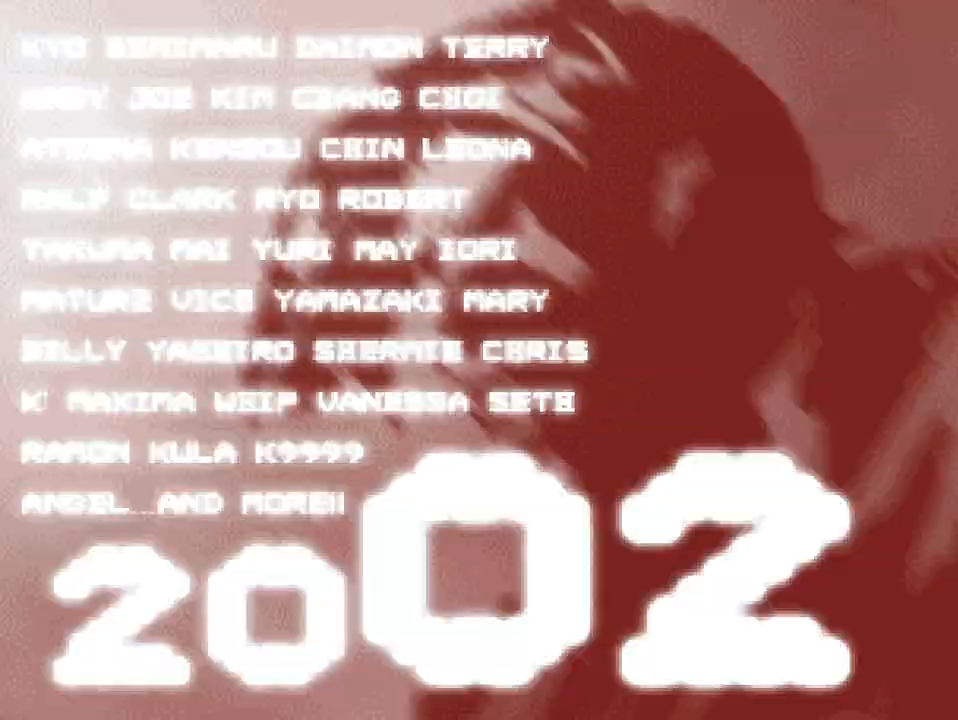 KYO BENIMARU DAIMON TERRY
ANDY JOE KIM CHANG CHOI
ATHENA KENSOU CHIN LEONA
RALF CLARK RYO ROBERT
TAKUMA MAI YURI MAY IORI
MATURE VICE YAMAZAKI MARY
BILLY YASHIRO SHERMIE CHRIS
K' MAXIMA WHIP VANESSA SETH
RAMON KULA K9999
ANGEL...AND MORE!!
2002